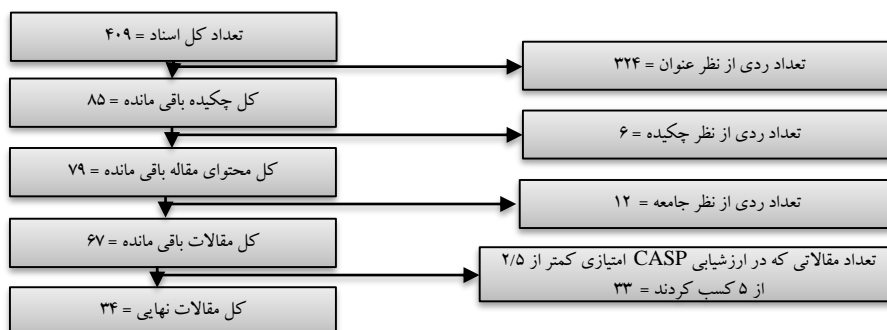 تعداد کل اسناد = ۴۰۹
تعداد ردی از نظر عنوان = ۳۲۴
کل چکیده باقی مانده = ۸۵
تعداد ردی از نظر چکیده = ۶
کل محتوای مقاله باقی مانده = ۷۹
تعداد ردی از نظر جامعه = ۱۲
کل مقالات باقی مانده = ۶۷
تعداد مقالاتی که در ارزشیابی CASP امتیازی کمتر از ۲/۵
از ۵ کسب کردند = ۳۳
کل مقالات نهایی = ۳۴